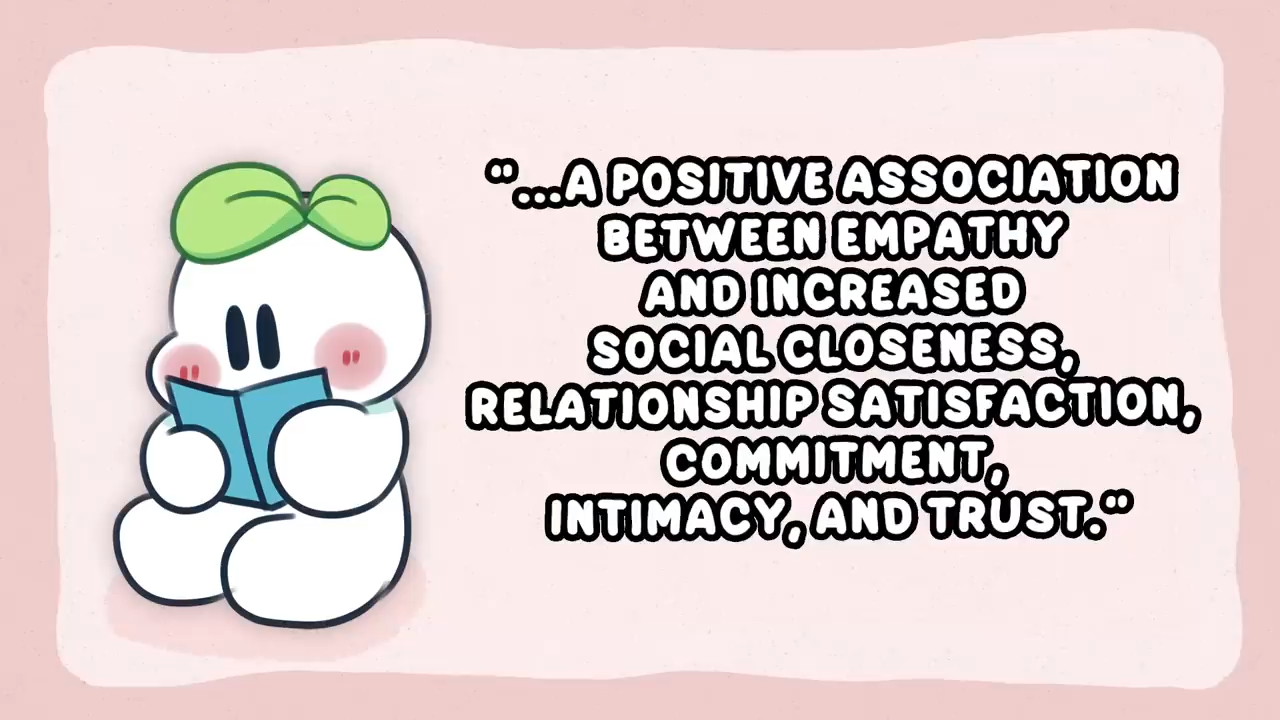 "...A POSITIVE ASSOCIATION
BETWEEN EMPATHY
AND INCREASED
SOCIAL CLOSENESS,
RELATIONSHIP SATISFACTION,
COMMITMENT,
INTIMACY, AND TRUST."